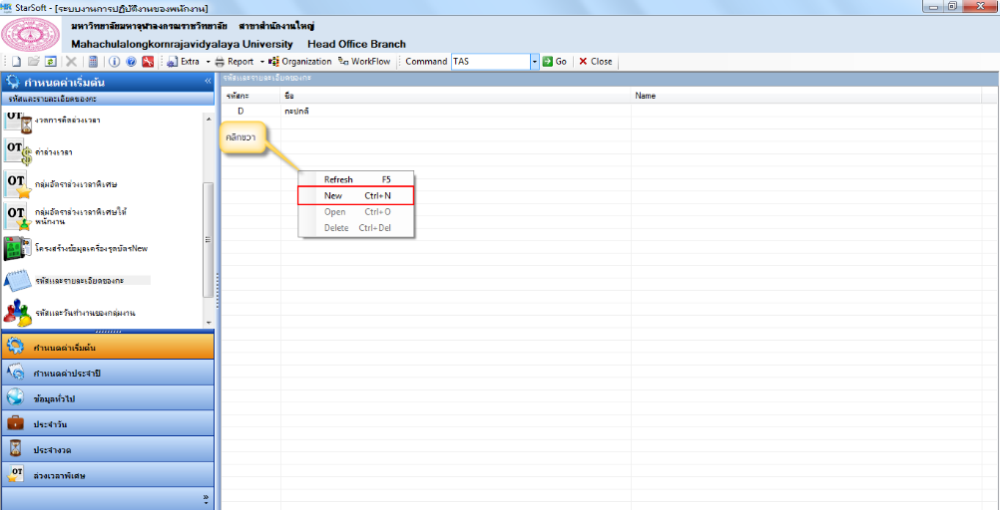 StarSoft - [ระบบงานการปฏิบัติงานของพนักงาน]
มหาวิทยาลัยมหาจุฬาลงกรณราชวิทยาลัย สาขาสำนักงานใหญ่
Mahachulalongkornrajavidyalaya University Head Office Branch
Extra Report Organization WorkFlow Command TAS Go Close
กำหนดค่าเริ่มต้น
รหัสและรายละเอียดของกะ
รหัสและรายละเอียดของกะ
รหัสกะ ชื่อ Name
D กะปกติ
งวดการคิดล่วงเวลา
ค่าล่วงเวลา
กลุ่มอัตราล่วงเวลาพิเศษ
กลุ่มอัตราล่วงเวลาพิเศษให้
พนักงาน
โครงสร้างข้อมูลเครื่องรูดบัตรNew
รหัสและรายละเอียดของกะ
รหัสและวันทำงานของกลุ่มงาน
คลิกขวา
Refresh F5
New Ctrl+N
Open Ctrl+O
Delete Ctrl+Del
กำหนดค่าเริ่มต้น
กำหนดค่าประจำปี
ข้อมูลทั่วไป
ประจำวัน
ประจำงวด
ล่วงเวลาพิเศษ